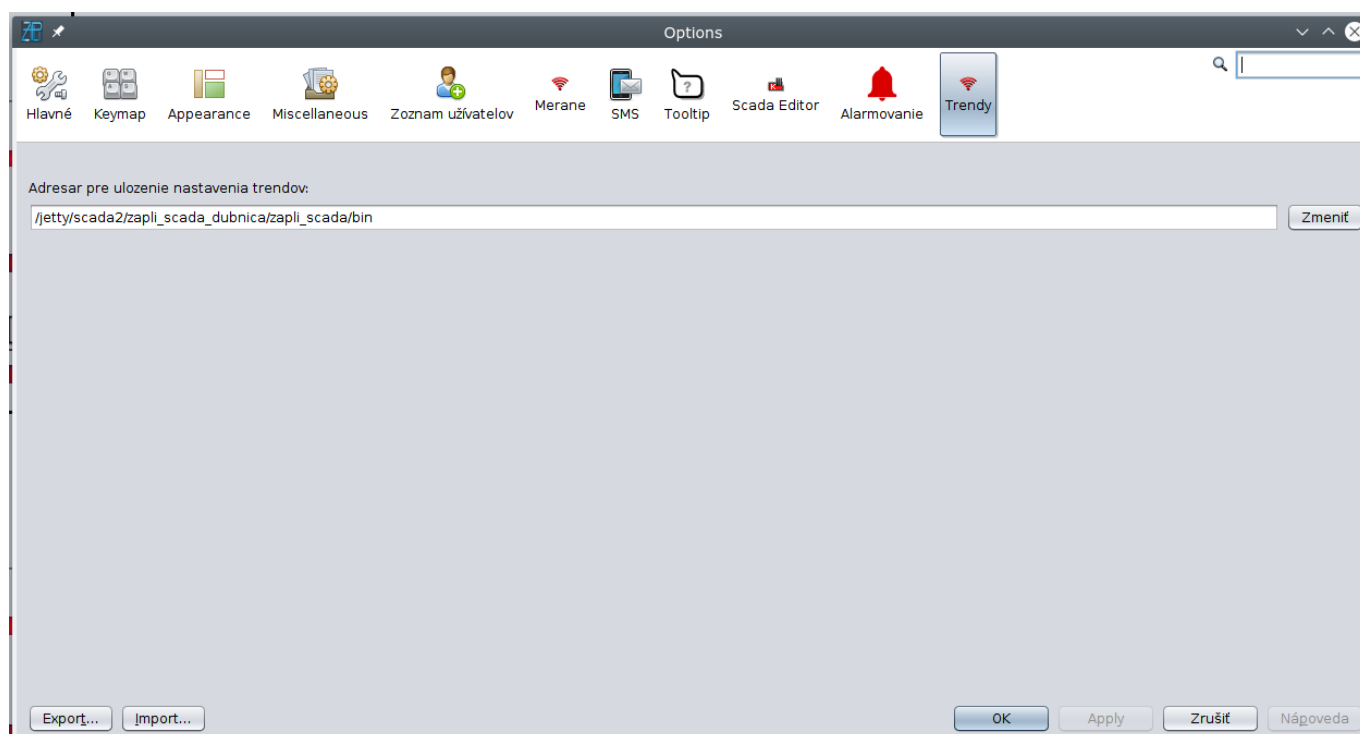 Options
Hlavné
Keymap
Appearance
Miscellaneous
Zoznam užívatelov
Merane
SMS
Tooltip
Scada Editor
Alarmovanie
Trendy
Adresar pre ulozenie nastavenia trendov:
/jetty/scada2/zapli_scada_dubnica/zapli_scada/bin
Zmeniť
Export...
Import...
OK
Apply
Zrušiť
Nápoveda